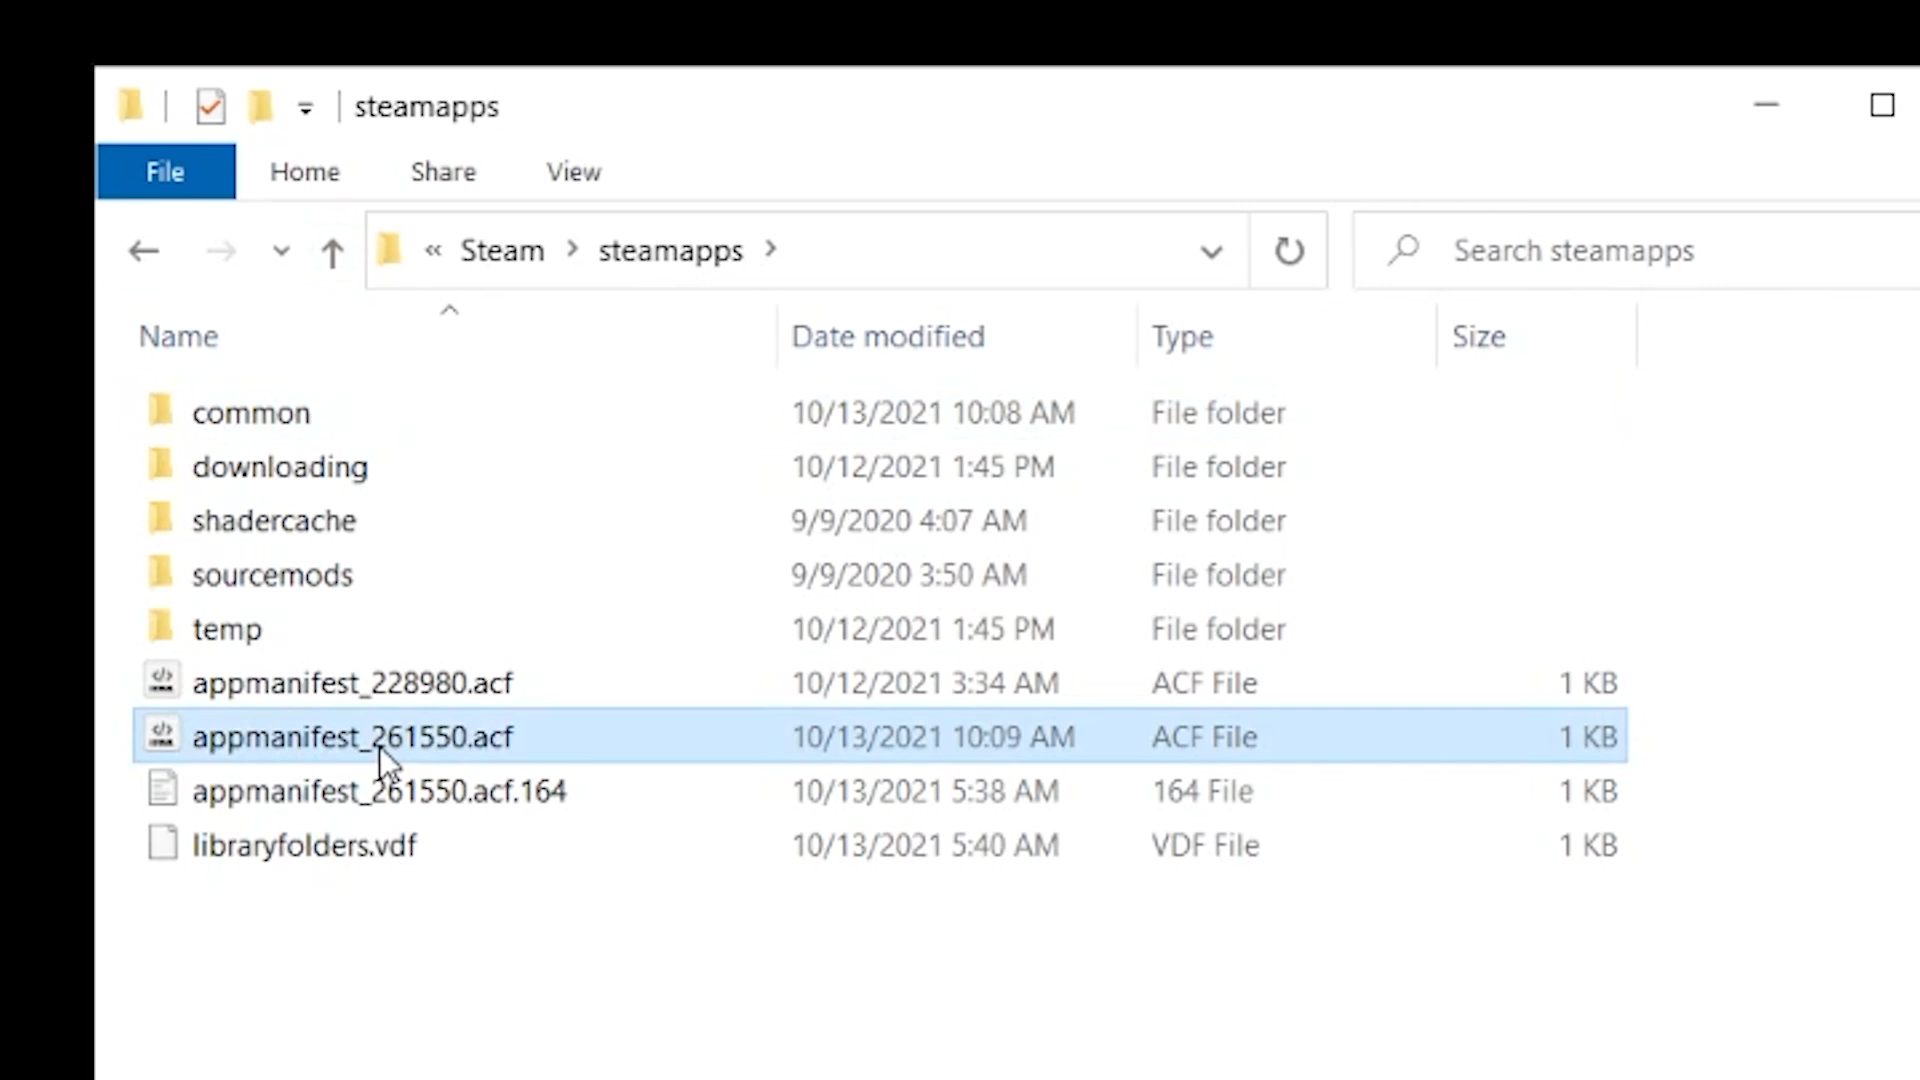 steamapps
File Home Share View
« Steam > steamapps > Search steamapps
Name Date modified Type Size
common 10/13/2021 10:08 AM File folder
downloading 10/12/2021 1:45 PM File folder
shadercache 9/9/2020 4:07 AM File folder
sourcemods 9/9/2020 3:50 AM File folder
temp 10/12/2021 1:45 PM File folder
appmanifest_228980.acf 10/12/2021 3:34 AM ACF File 1 KB
appmanifest_261550.acf 10/13/2021 10:09 AM ACF File 1 KB
appmanifest_261550.acf.164 10/13/2021 5:38 AM 164 File 1 KB
libraryfolders.vdf 10/13/2021 5:40 AM VDF File 1 KB